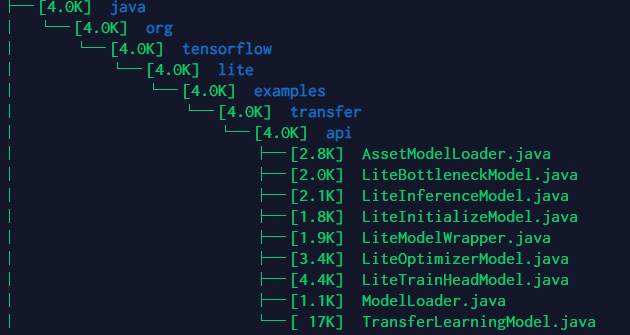 ├── [4.0K]  java
│   └── [4.0K]  org
│       └── [4.0K]  tensorflow
│           └── [4.0K]  lite
│               └── [4.0K]  examples
│                   └── [4.0K]  transfer
│                       └── [4.0K]  api
│                           ├── [2.8K]  AssetModelLoader.java
│                           ├── [2.0K]  LiteBottleneckModel.java
│                           ├── [2.1K]  LiteInferenceModel.java
│                           ├── [1.8K]  LiteInitializeModel.java
│                           ├── [1.9K]  LiteModelWrapper.java
│                           ├── [3.4K]  LiteOptimizerModel.java
│                           ├── [4.4K]  LiteTrainHeadModel.java
│                           ├── [1.1K]  ModelLoader.java
│                           └── [ 17K]  TransferLearningModel.java